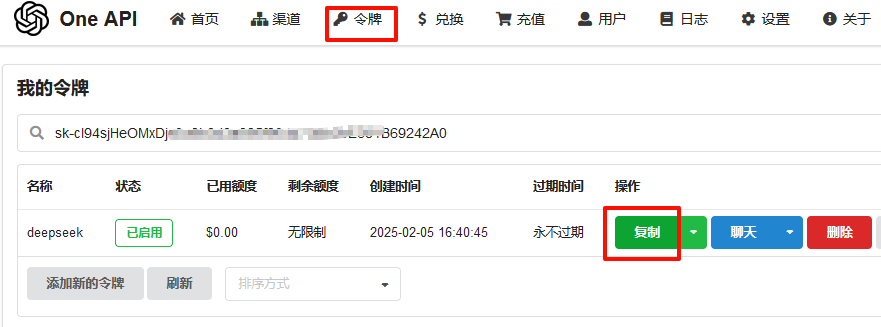 One API 首页 渠道 令牌 兑换 充值 用户 日志 设置 关于
我的令牌
sk-cI94sjHeOMxDj B69242A0
名称 状态 已用额度 剩余额度 创建时间 过期时间 操作
deepseek 已启用 $0.00 无限制 2025-02-05 16:40:45 永不过期 复制 聊天 删除
添加新的令牌 刷新 排序方式